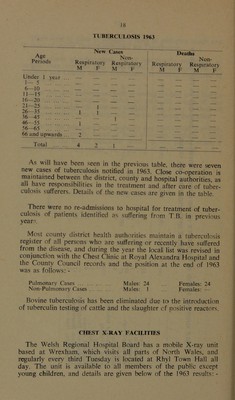 18
TUBERCULOSIS 1963
Age Periods New Cases Deaths
Respiratory Non-Respiratory Respiratory Non-Respiratory
M F M F M F M F
Under 1 year ... — — — — — — — —
1— 5 — — — — — — — —
6—10 — — — — — — — —
11—15 — — — — — — — —
16—20 — — — — — — — —
21—25 — 1 — — — — — —
26—35 1 1 — — — — — —
36—45 — — 1 — — — — —
46—55 1 — — — — — — —
56—65 — — — — — — — —
66 and upwards ... 2 — — — — — — —
Total 4 2 1 — — — — —
As will have been seen in the previous table, there were seven
new cases of tuberculosis notified in 1963. Close co-operation is
maintained between the district, county and hospital authorities, as
all have responsibilities in the treatment and after care of tuber-
culosis sufferers. Details of the new cases are given in the table.
There were no re-admissions to hospital for treatment of tuber-
culosis of patients identified as suffering from T.B. in previous
years.
Most county district health authorities maintain a tuberculosis
register of all persons who are suffering or recently have suffered
from the disease, and during the year the local list was revised in
conjunction with the Chest Clinic at Royal Alexandra Hospital and
the County Council records and the position at the end of 1963
was as follows: -
Pulmonary Cases Males: 24 Females: 24
Non-Pulmonary Cases Males: 1 Females: —
Bovine tuberculosis has been eliminated due to the introduction
of tuberculin testing of cattle and the slaughter of positive reactors.
CHEST X-RAY FACILITIES
The Welsh Regional Hospital Board has a mobile X-ray unit
based at Wrexham, which visits all parts of North Wales, and
regularly every third Tuesday is located at Rhyl Town Hall all
day. The unit is available to all members of the public except
young children, and details are given below of the 1963 results: -